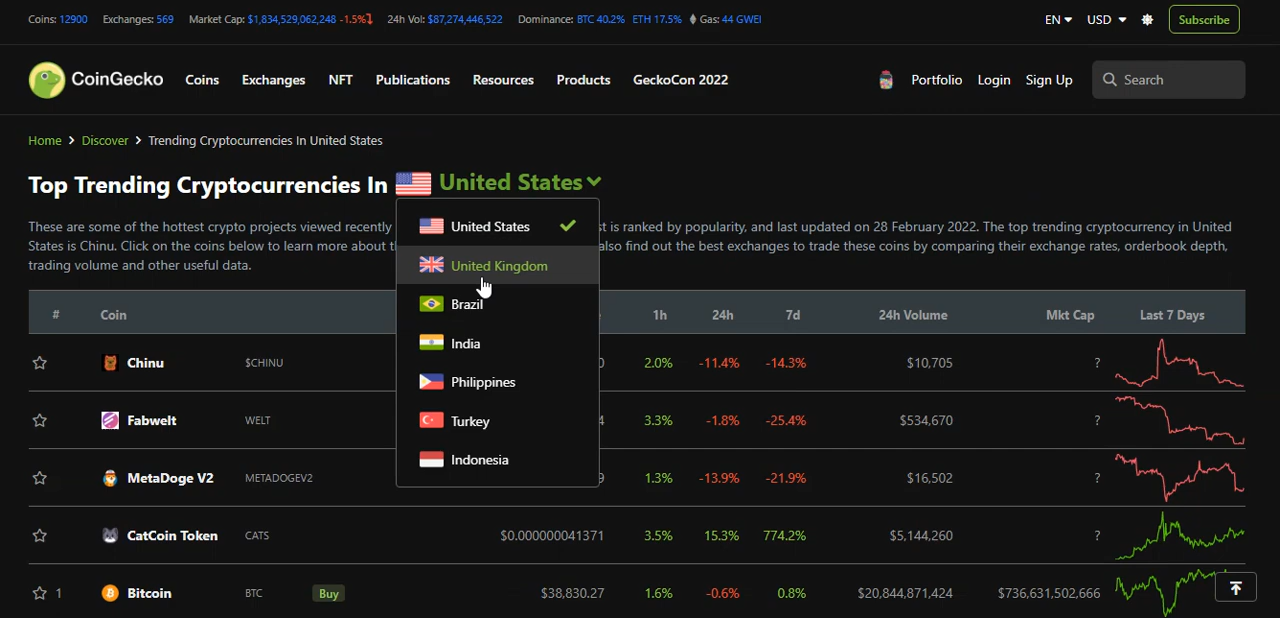 Coins: 12900 Exchanges: 569 Market Cap: $1,834,529,062,248 -1.5% 24h Vol: $87,274,446,522 Dominance: BTC 40.2% ETH 17.5% Gas: 44 GWEI EN USD Subscribe
CoinGecko Coins Exchanges NFT Publications Resources Products GeckoCon 2022 Portfolio Login Sign Up Search
Home > Discover > Trending Cryptocurrencies In United States
Top Trending Cryptocurrencies In United States
United States
United Kingdom
Brazil
India
Philippines
Turkey
Indonesia
These are some of the hottest crypto projects viewed recently
st is ranked by popularity, and last updated on 28 February 2022. The top trending cryptocurrency in United
States is Chinu. Click on the coins below to learn more about t
also find out the best exchanges to trade these coins by comparing their exchange rates, orderbook depth,
trading volume and other useful data.
# Coin 1h 24h 7d 24h Volume Mkt Cap Last 7 Days
Chinu $CHINU 0 2.0% -11.4% -14.3% $10,705 ?
Fabwelt WELT 4 3.3% -1.8% -25.4% $534,670 ?
MetaDoge V2 METADOGEV2 9 1.3% -13.9% -21.9% $16,502 ?
CatCoin Token CATS $0.000000041371 3.5% 15.3% 774.2% $5,144,260 ?
1 Bitcoin BTC Buy $38,830.27 1.6% -0.6% 0.8% $20,844,871,424 $736,631,502,666